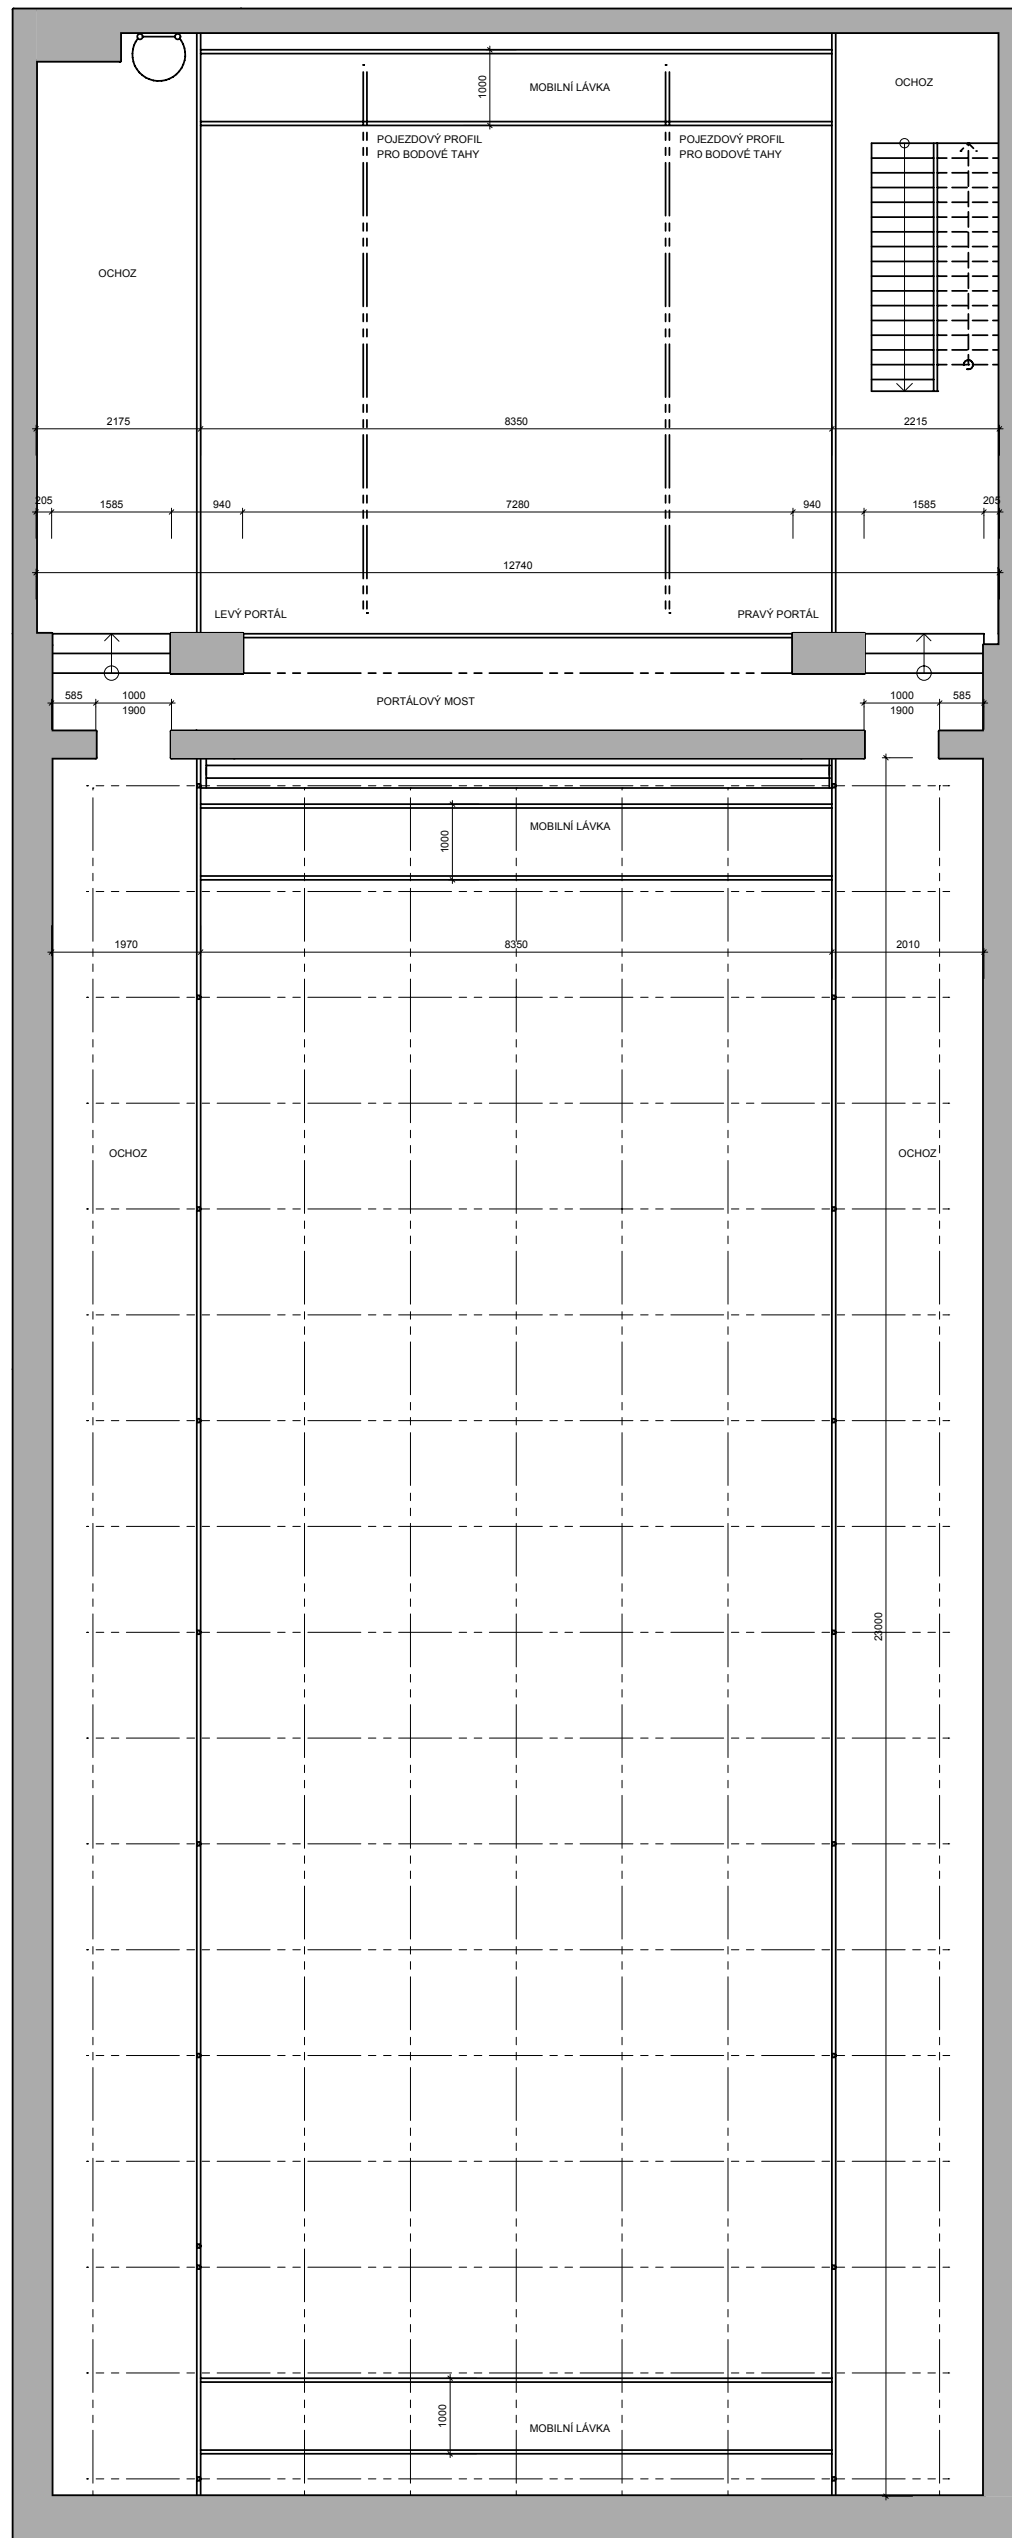 OCHOZ
MOBILNÍ LÁVKA
1000
POJEZDOVÝ PROFIL
PRO BODOVÉ TAHY
POJEZDOVÝ PROFIL
PRO BODOVÉ TAHY
OCHOZ
2175
8350
2215
205
1585
940
7280
940
1585
205
12740
LEVÝ PORTÁL
PRAVÝ PORTÁL
585
1000
1900
PORTÁLOVÝ MOST
1000
1900
585
MOBILNÍ LÁVKA
1000
1970
8350
2010
OCHOZ
OCHOZ
23000
1000
MOBILNÍ LÁVKA